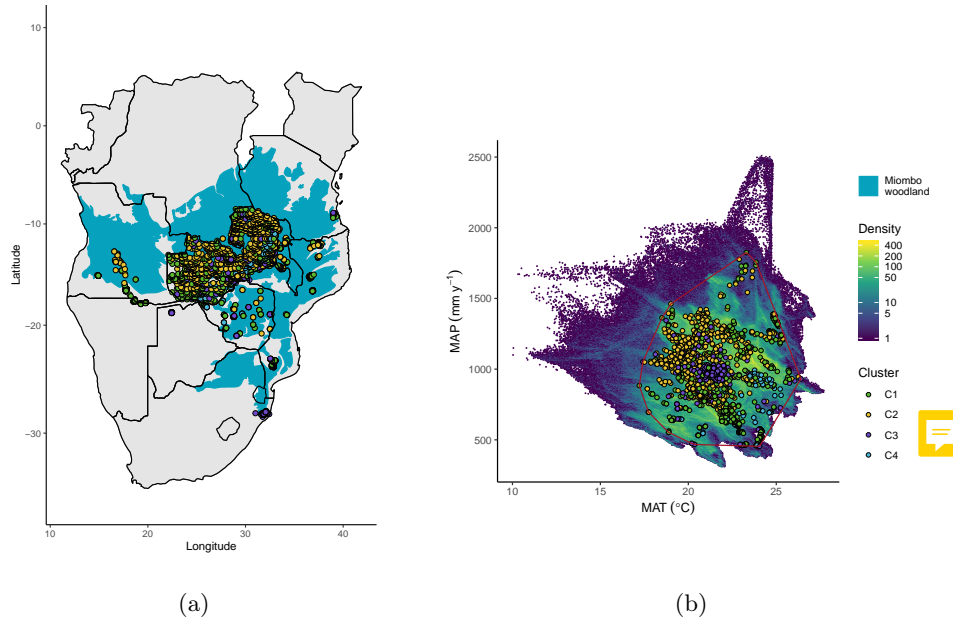 10
0
−10
−20
−30
Latitude
10
20
30
40
Longitude
(a)
2500
2000
1500
1000
500
MAP (mm y⁻¹)
10
15
20
25
MAT (°C)
(b)
Miombo
woodland
Density
400
200
100
50
10
5
1
Cluster
C1
C2
C3
C4